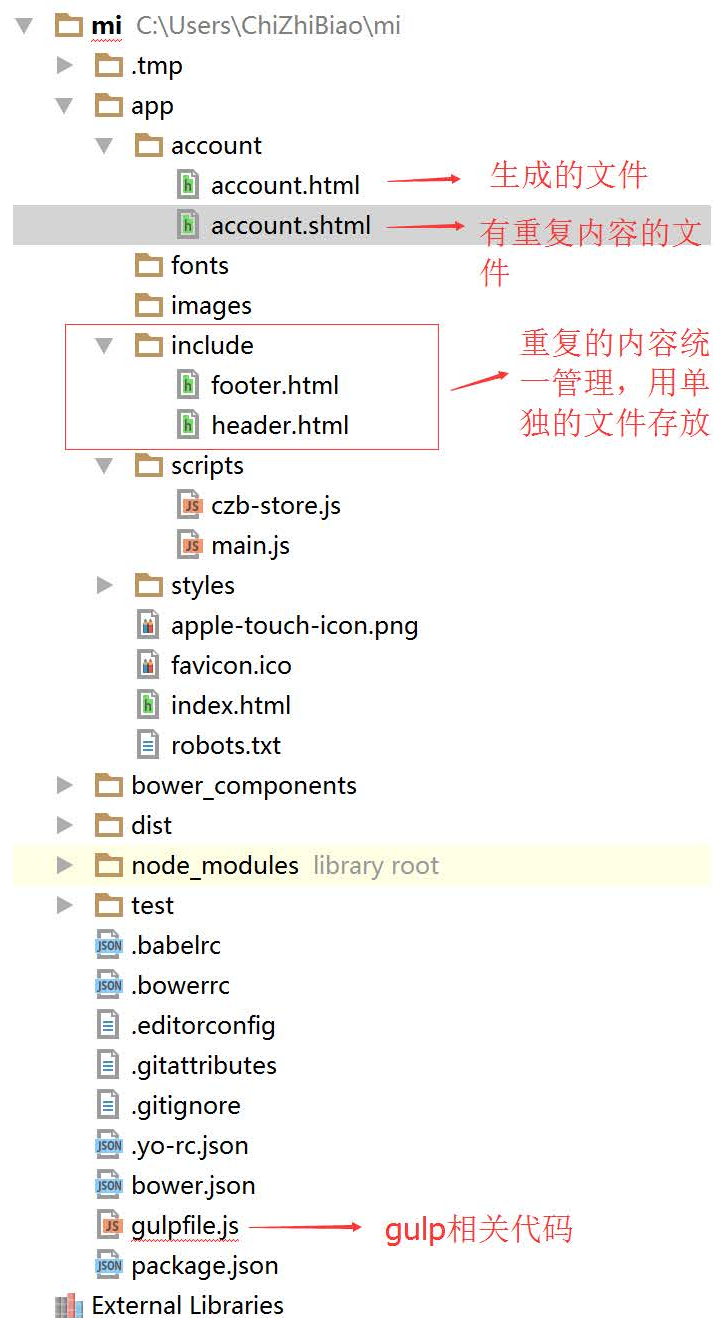 mi C:\Users\ChiZhiBiao\mi
.tmp
app
account
account.html 生成的文件
account.shtml 有重复内容的文
件
fonts
images
include
footer.html
header.html
重复的内容统
一管理，用单
独的文件存放
scripts
czb-store.js
main.js
styles
apple-touch-icon.png
favicon.ico
index.html
robots.txt
bower_components
dist
node_modules library root
test
.babelrc
.bowerrc
.editorconfig
.gitattributes
.gitignore
.yo-rc.json
bower.json
gulpfile.js gulp相关代码
package.json
External Libraries